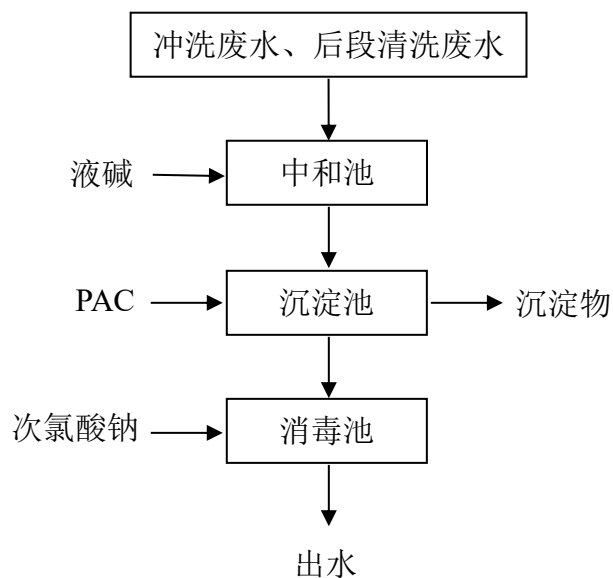 冲洗废水、后段清洗废水
液碱
中和池
PAC
沉淀池
沉淀物
次氯酸钠
消毒池
出水